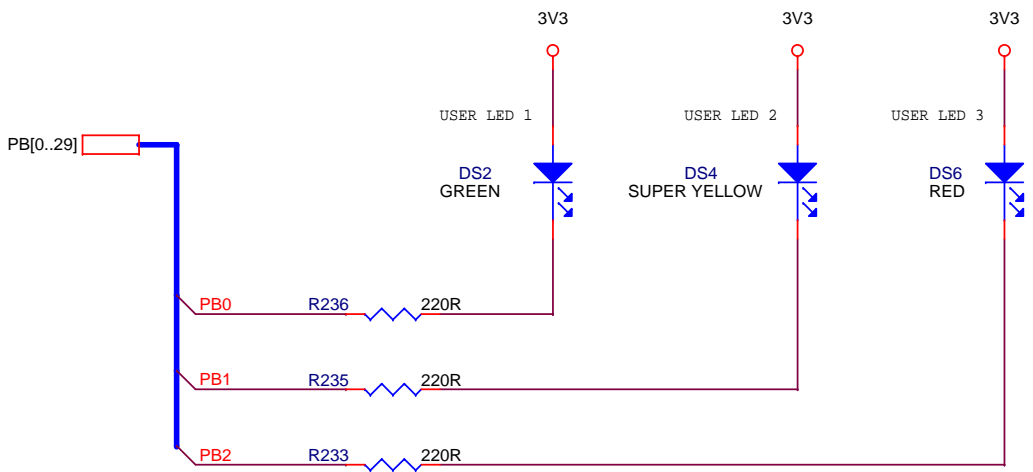 3V3 3V3 3V3
USER LED 1 USER LED 2 USER LED 3
PB[0..29]
DS2 DS4 DS6
GREEN SUPER YELLOW RED
PB0 R236 220R
PB1 R235 220R
PB2 R233 220R